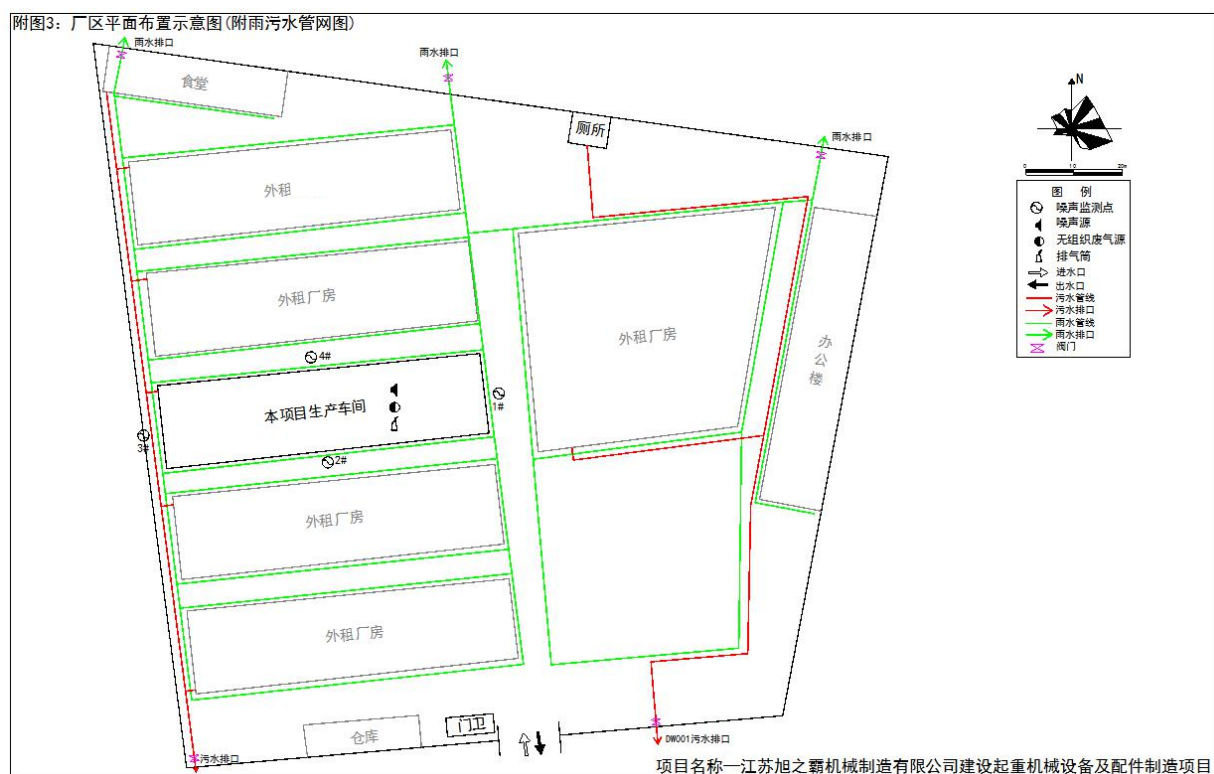 附图3：厂区平面布置示意图(附雨污水管网图)
雨水排口
雨水排口
食堂
厕所
雨水排口
N
0 10 20m
外租
图 例
噪声监测点
噪声源
无组织废气源
排气筒
进水口
出水口
污水管线
污水排口
雨水管线
雨水排口
阀门
外租厂房
外租厂房
办公楼
4#
本项目生产车间
1#
3#
2#
外租厂房
外租厂房
门卫
仓库
污水排口
DW001污水排口
项目名称—江苏旭之霸机械制造有限公司建设起重机械设备及配件制造项目